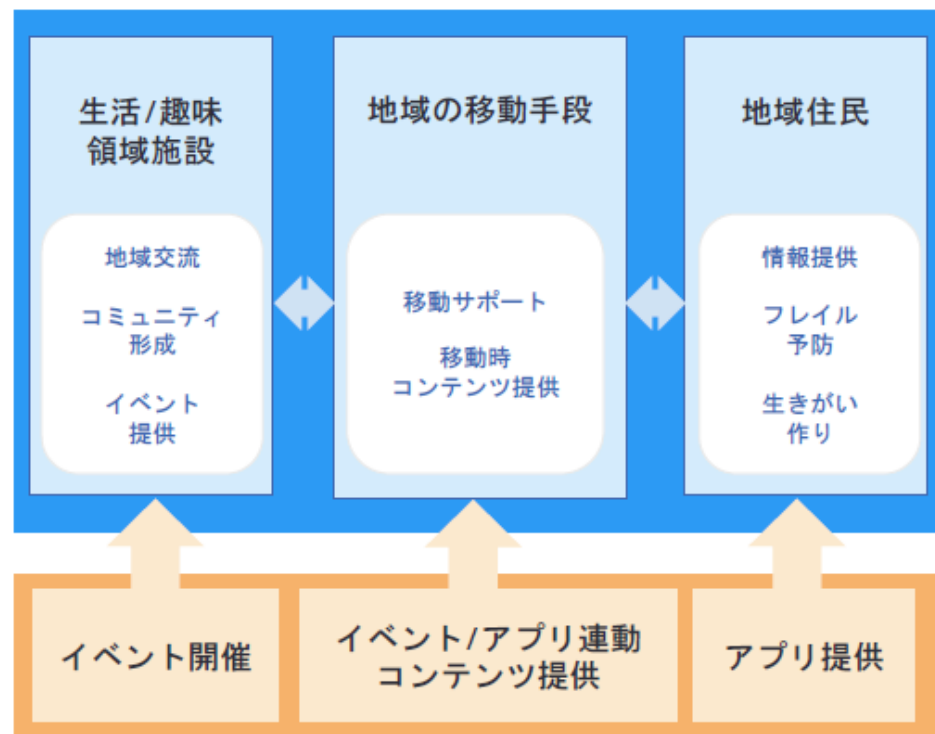 生活/趣味
領域施設
地域交流
コミュニティ
形成
イベント
提供
地域の移動手段
移動サポート
移動時
コンテンツ提供
地域住民
情報提供
フレイル
予防
生きがい
作り
イベント開催
イベント/アプリ連動
コンテンツ提供
アプリ提供